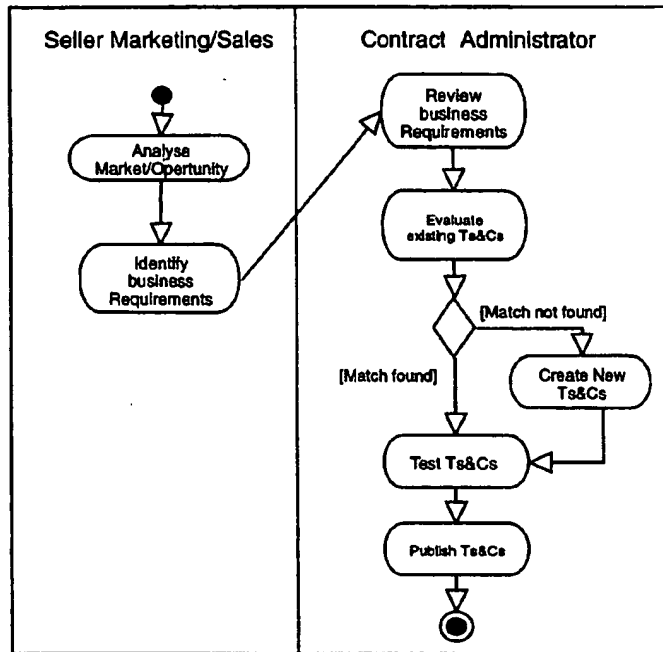 Seller Marketing/Sales
Contract Administrator
Analyse
Market/Opertunity
Identify
business
Requirements
Review
business
Requirements
Evaluate
existing Ts&Cs
[Match not found]
[Match found]
Create New
Ts&Cs
Test Ts&Cs
Publish Ts&Cs